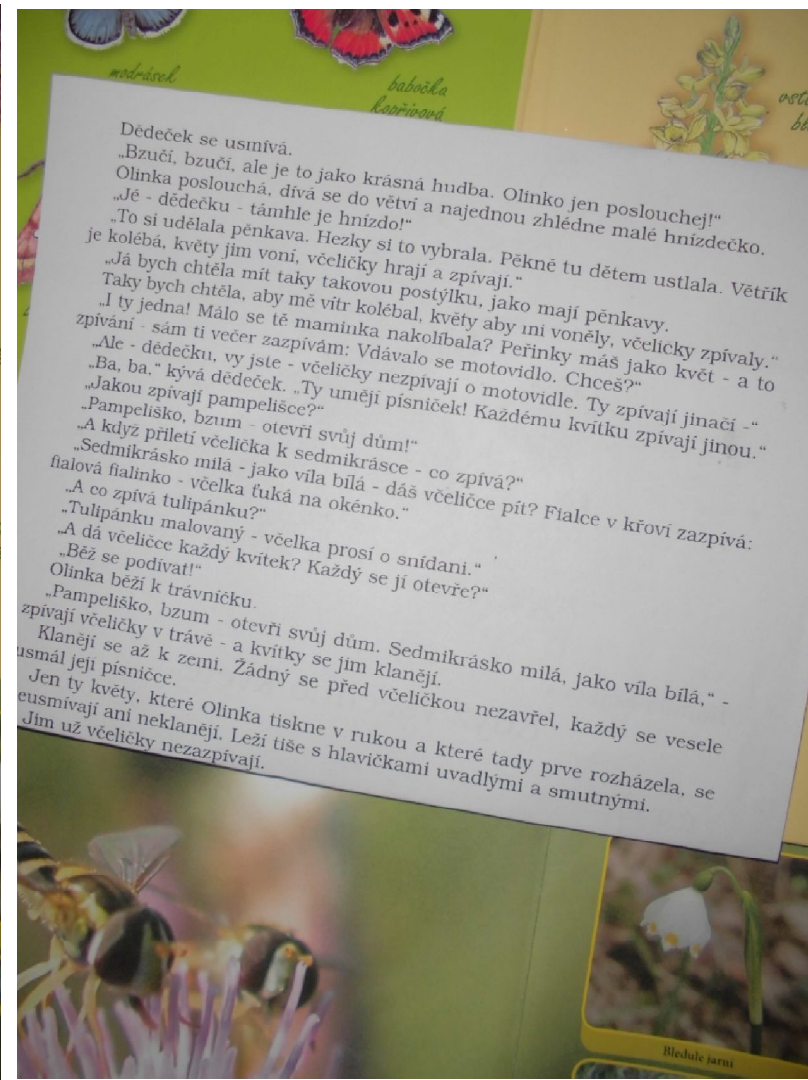 modrásek
babočka
kopřivová
Dědeček se usmívá.
„Bzučí, bzučí, ale je to jako krásná hudba. Olinko jen poslouchej!“
Olinka poslouchá, dívá se do větví a najednou zhlédne malé hnízdečko.
„Jé - dědečku - támhle je hnízdo!“
„To si udělala pěnkava. Hezky si to vybrala. Pěkně tu dětem ustlala. Větřík
je kolébá, květy jim voní, včeličky hrají a zpívají.“
„Já bych chtěla mít taky takovou postýlku, jako mají pěnkavy.
Taky bych chtěla, aby mě vítr kolébal, květy aby mi voněly, včeličky zpívaly.“
„I ty jedna! Málo se tě maminka nakolíbala? Peřinky máš jako květ - a to
zpívání - sám ti večer zazpívám: Vdávalo se motovidlo. Chceš?“
„Ale - dědečku, vy jste - včeličky nezpívají o motovidle. Ty zpívají jinačí -“
„Ba, ba.“ kývá dědeček. „Ty umějí písniček! Každému kvítku zpívají jinou.“
„Jakou zpívají pampelišce?“
„Pampeliško, bzum - otevři svůj dům!“
„A když přiletí včelička k sedmikrásce - co zpívá?“
„Sedmikrásko milá - jako víla bílá - dáš včeličce pít? Fialce v křoví zazpívá:
fialová fialinko - včelka ťuká na okénko.“
„A co zpívá tulipánku?“
„Tulipánku malovaný - včelka prosí o snídani.“
„A dá včeličce každý kvítek? Každý se jí otevře?“
„Běž se podívat!“
Olinka běží k trávníčku.
„Pampeliško, bzum - otevři svůj dům. Sedmikrásko milá, jako víla bílá,“ -
zpívají včeličky v trávě - a kvítky se jim klanějí.
Klanějí se až k zemi. Žádný se před včeličkou nezavřel, každý se vesele
usmál její písničce.
Jen ty květy, které Olinka tiskne v rukou a které tady prve rozházela, se
neusmívají ani neklanějí. Leží tiše s hlavičkami uvadlými a smutnými.
Jim už včeličky nezazpívají.
Bledule jarní